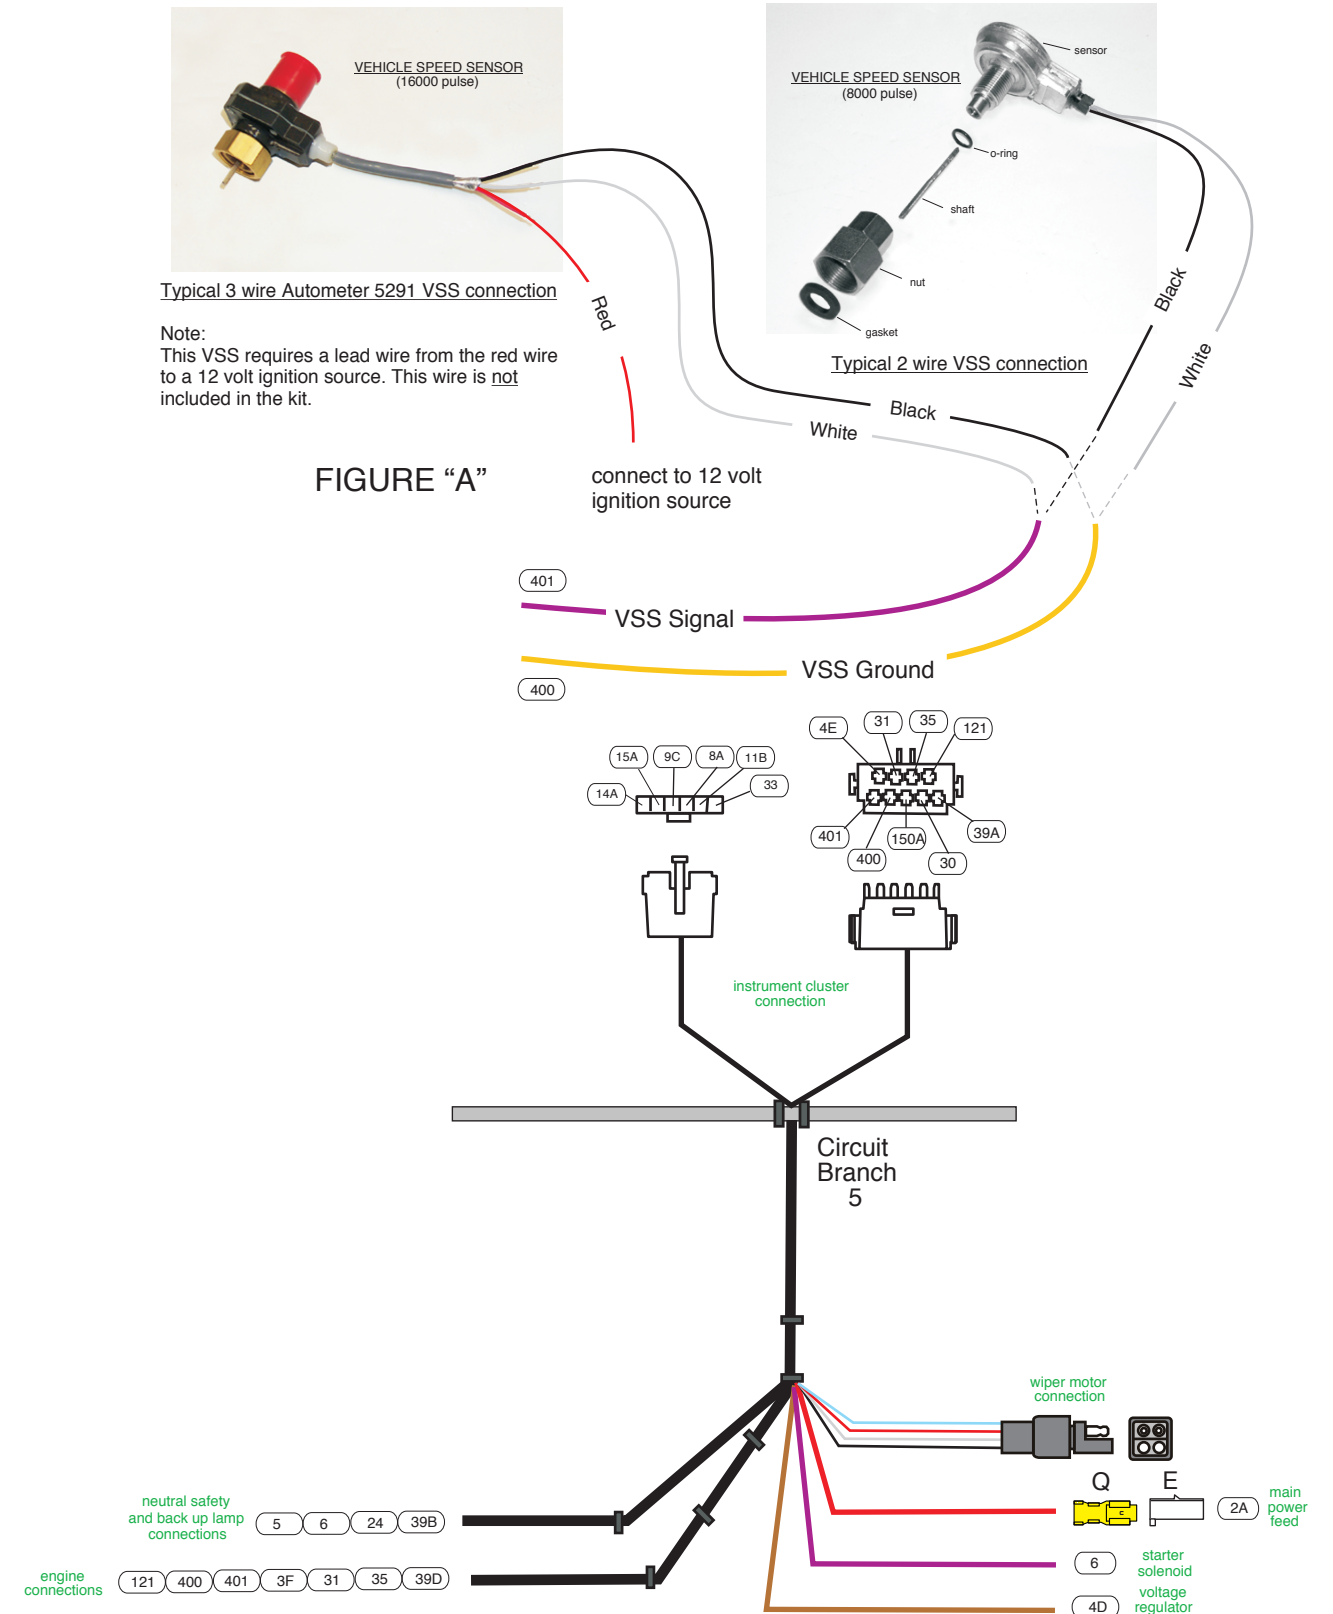 VEHICLE SPEED SENSOR
(16000 pulse)
VEHICLE SPEED SENSOR
(8000 pulse)
sensor
o-ring
shaft
nut
gasket
Typical 3 wire Autometer 5291 VSS connection
Note:
This VSS requires a lead wire from the red wire
to a 12 volt ignition source. This wire is not
included in the kit.
Typical 2 wire VSS connection
Red
Black
White
Black
White
FIGURE “A”
connect to 12 volt
ignition source
401
VSS Signal
VSS Ground
400
15A
9C
8A
11B
14A
33
4E
31
35
121
401
400
150A
30
39A
instrument cluster
connection
Circuit
Branch
5
wiper motor
connection
Q
E
2A
main
power
feed
neutral safety
and back up lamp
connections
5
6
24
39B
engine
connections
121
400
401
3F
31
35
39D
6
starter
solenoid
4D
voltage
regulator